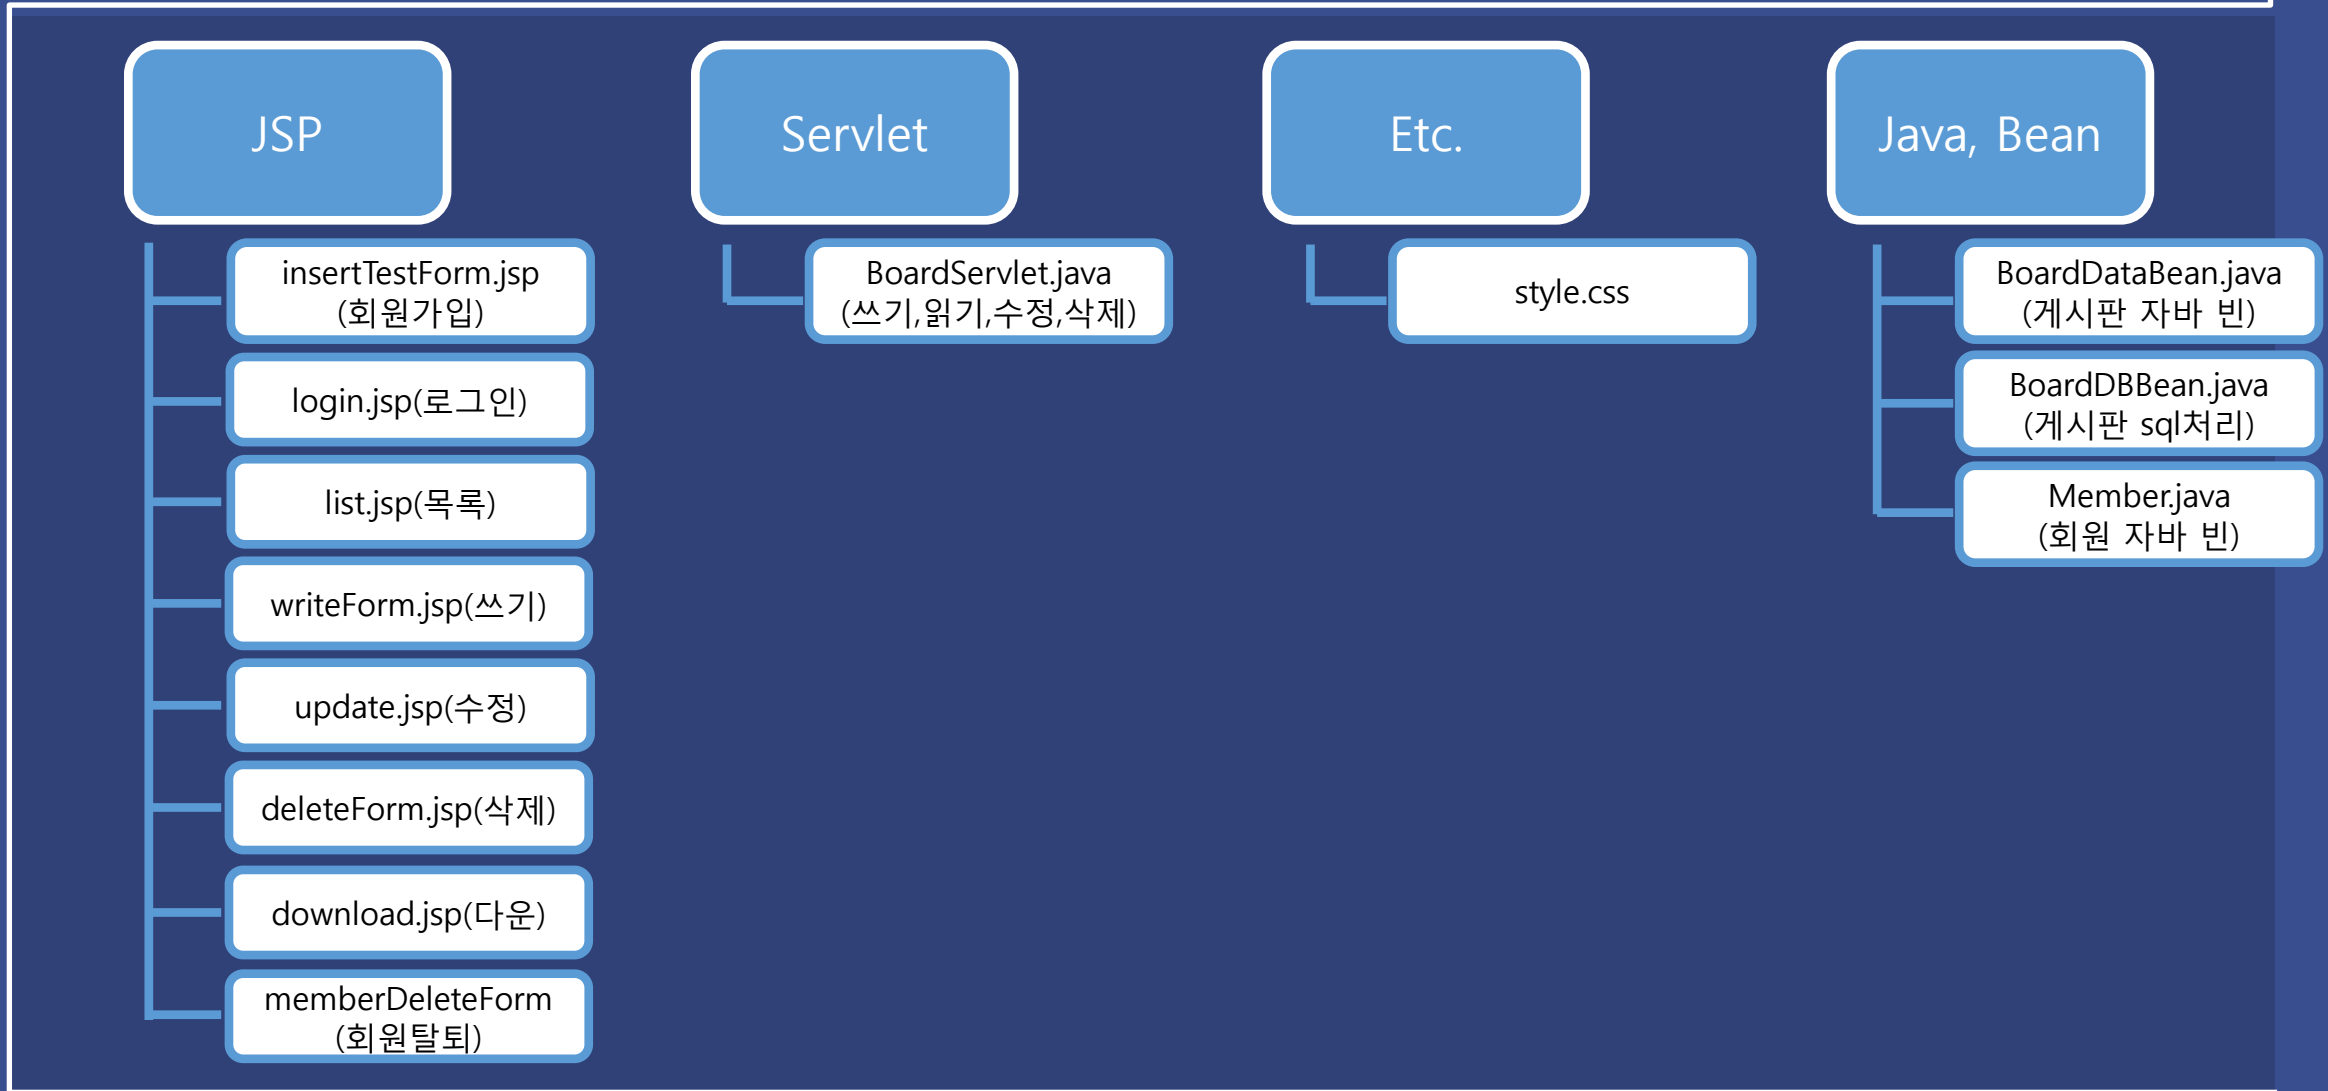 JSP
insertTestForm.jsp
(회원가입)
login.jsp(로그인)
list.jsp(목록)
writeForm.jsp(쓰기)
update.jsp(수정)
deleteForm.jsp(삭제)
download.jsp(다운)
memberDeleteForm
(회원탈퇴)
Servlet
BoardServlet.java
(쓰기,읽기,수정,삭제)
Etc.
style.css
Java, Bean
BoardDataBean.java
(게시판 자바 빈)
BoardDBBean.java
(게시판 sql처리)
Member.java
(회원 자바 빈)